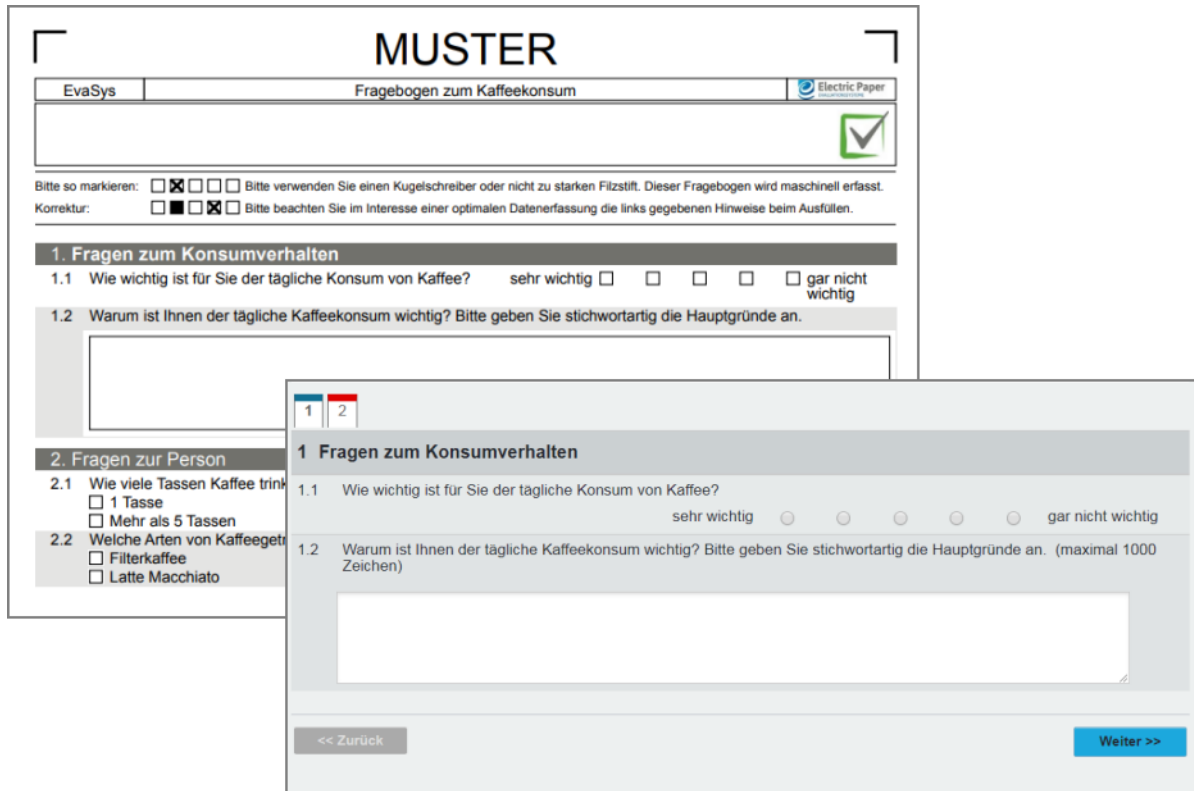 MUSTER
EvaSys
Fragebogen zum Kaffeekonsum
Electric Paper
Bitte so markieren: Bitte verwenden Sie einen Kugelschreiber oder nicht zu starken Filzstift. Dieser Fragebogen wird maschinell erfasst.
Korrektur: Bitte beachten Sie im Interesse einer optimalen Datenerfassung die links gegebenen Hinweise beim Ausfüllen.
1. Fragen zum Konsumverhalten
1.1 Wie wichtig ist für Sie der tägliche Konsum von Kaffee? sehr wichtig gar nicht
wichtig
1.2 Warum ist Ihnen der tägliche Kaffeekonsum wichtig? Bitte geben Sie stichwortartig die Hauptgründe an.
2. Fragen zur Person
2.1 Wie viele Tassen Kaffee
1 Tasse
Mehr als 5 Tassen
2.2 Welche Arten von
Filterkaffee
Latte Macchiato
1 2
1 Fragen zum Konsumverhalten
1.1 Wie wichtig ist für Sie der tägliche Konsum von Kaffee?
sehr wichtig gar nicht wichtig
1.2 Warum ist Ihnen der tägliche Kaffeekonsum wichtig? Bitte geben Sie stichwortartig die Hauptgründe an. (maximal 1000
Zeichen)
<< Zurück
Weiter >>